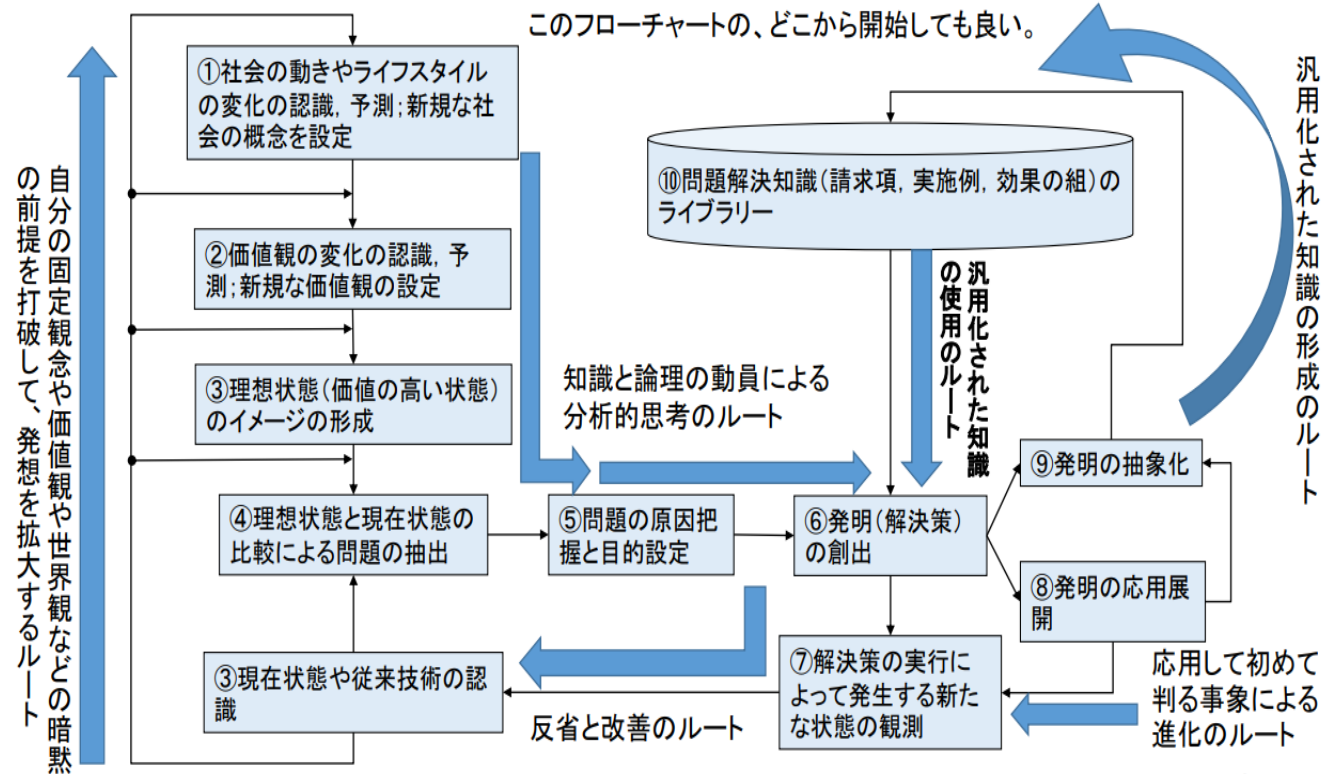 このフローチャートの、どこから開始しても良い。
①社会の動きやライフスタイル
の変化の認識，予測；新規な社
会の概念を設定
②価値観の変化の認識，予
測；新規な価値観の設定
③理想状態（価値の高い状態）
のイメージの形成
④理想状態と現在状態の
比較による問題の抽出
③現在状態や従来技術の認
識
自分の固定観念や価値観や世界観などの暗黙
の前提を打破して、発想を拡大するルート
知識と論理の動員による
分析的思考のルート
⑤問題の原因把
握と目的設定
⑥発明（解決策）
の創出
⑦解決策の実行に
よって発生する新た
な状態の観測
反省と改善のルート
⑩問題解決知識（請求項，実施例，効果の組）の
ライブラリー
汎用化された知識
の使用のルート
⑨発明の抽象化
⑧発明の応用展
開
応用して初めて
判る事象による
進化のルート
汎用化された知識の形成のルート